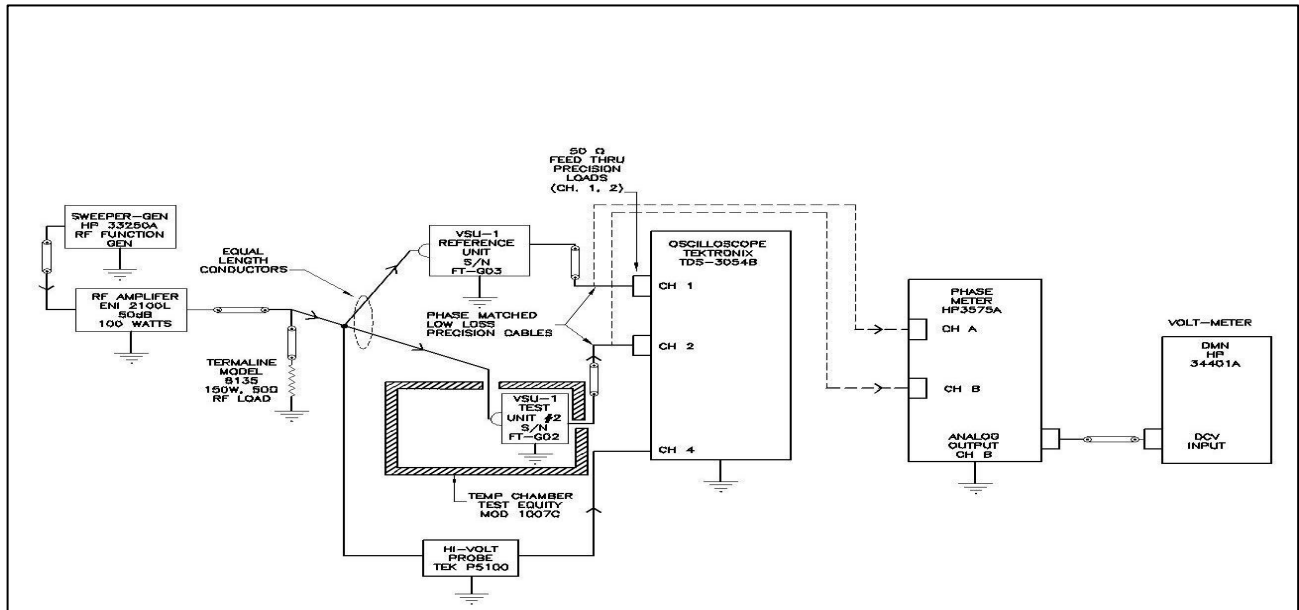 SWEEPER-GEN
HP 33250A
RF FUNCTION
GEN
RF AMPLIFER
ENI 2100L
50dB
100 WATTS
TERMALINE
MODEL
8135
150W, 50Ω
RF LOAD
EQUAL
LENGTH
CONDUCTORS
VSU-1
REFERENCE
UNIT
S/N
FT-G03
50 Ω
FEED THRU
PRECISION
LOADS
(CH. 1, 2)
PHASE MATCHED
LOW LOSS
PRECISION CABLES
VSU-1
TEST
UNIT #2
S/N
FT-G02
TEMP CHAMBER
TEST EQUITY
MOD 1007C
HI-VOLT
PROBE
TEK P5100
OSCILLOSCOPE
TEKTRONIX
TDS-3054B
CH 1
CH 2
CH 4
PHASE
METER
HP3575A
CH A
CH B
ANALOG
OUTPUT
CH B
VOLT-METER
DMN
HP
34401A
DCV
INPUT